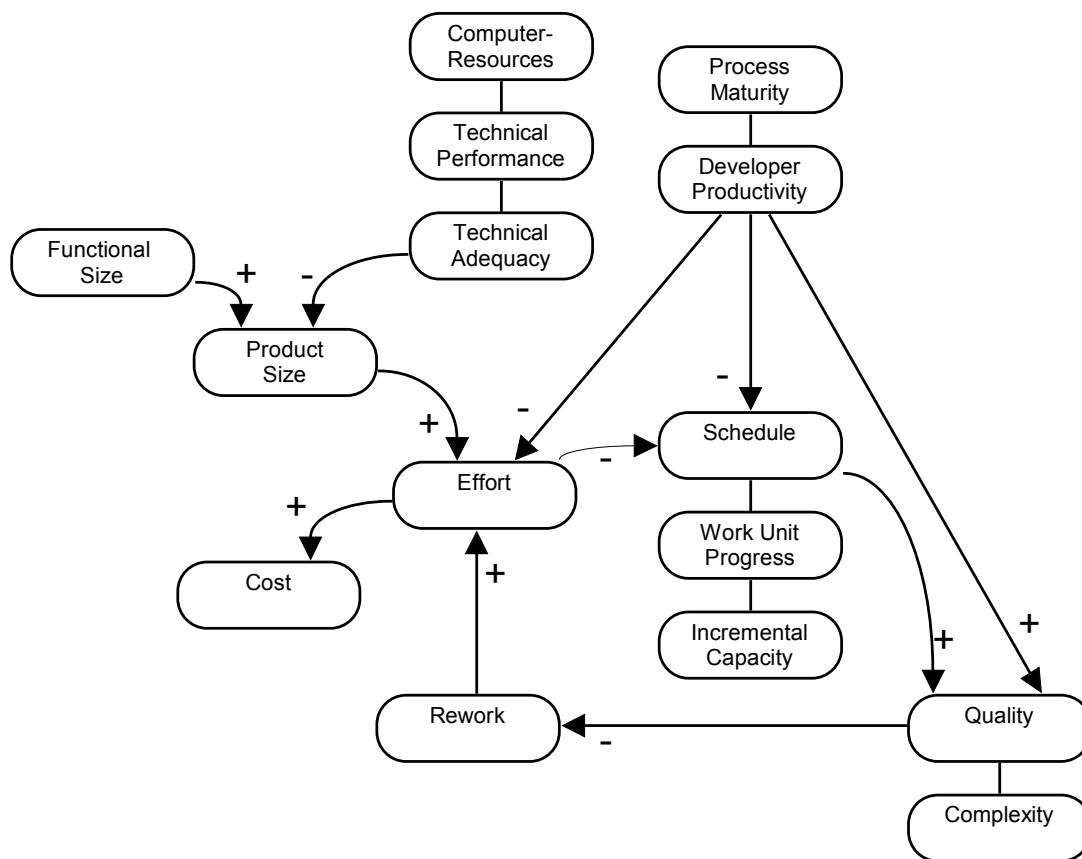 Computer-
Resources
Process
Maturity
Technical
Performance
Developer
Productivity
Functional
Size
Technical
Adequacy
+
-
Product
Size
+
-
-
Schedule
-
Effort
+
Work Unit
Progress
Cost
+
Incremental
Capacity
+
+
Rework
-
Quality
Complexity